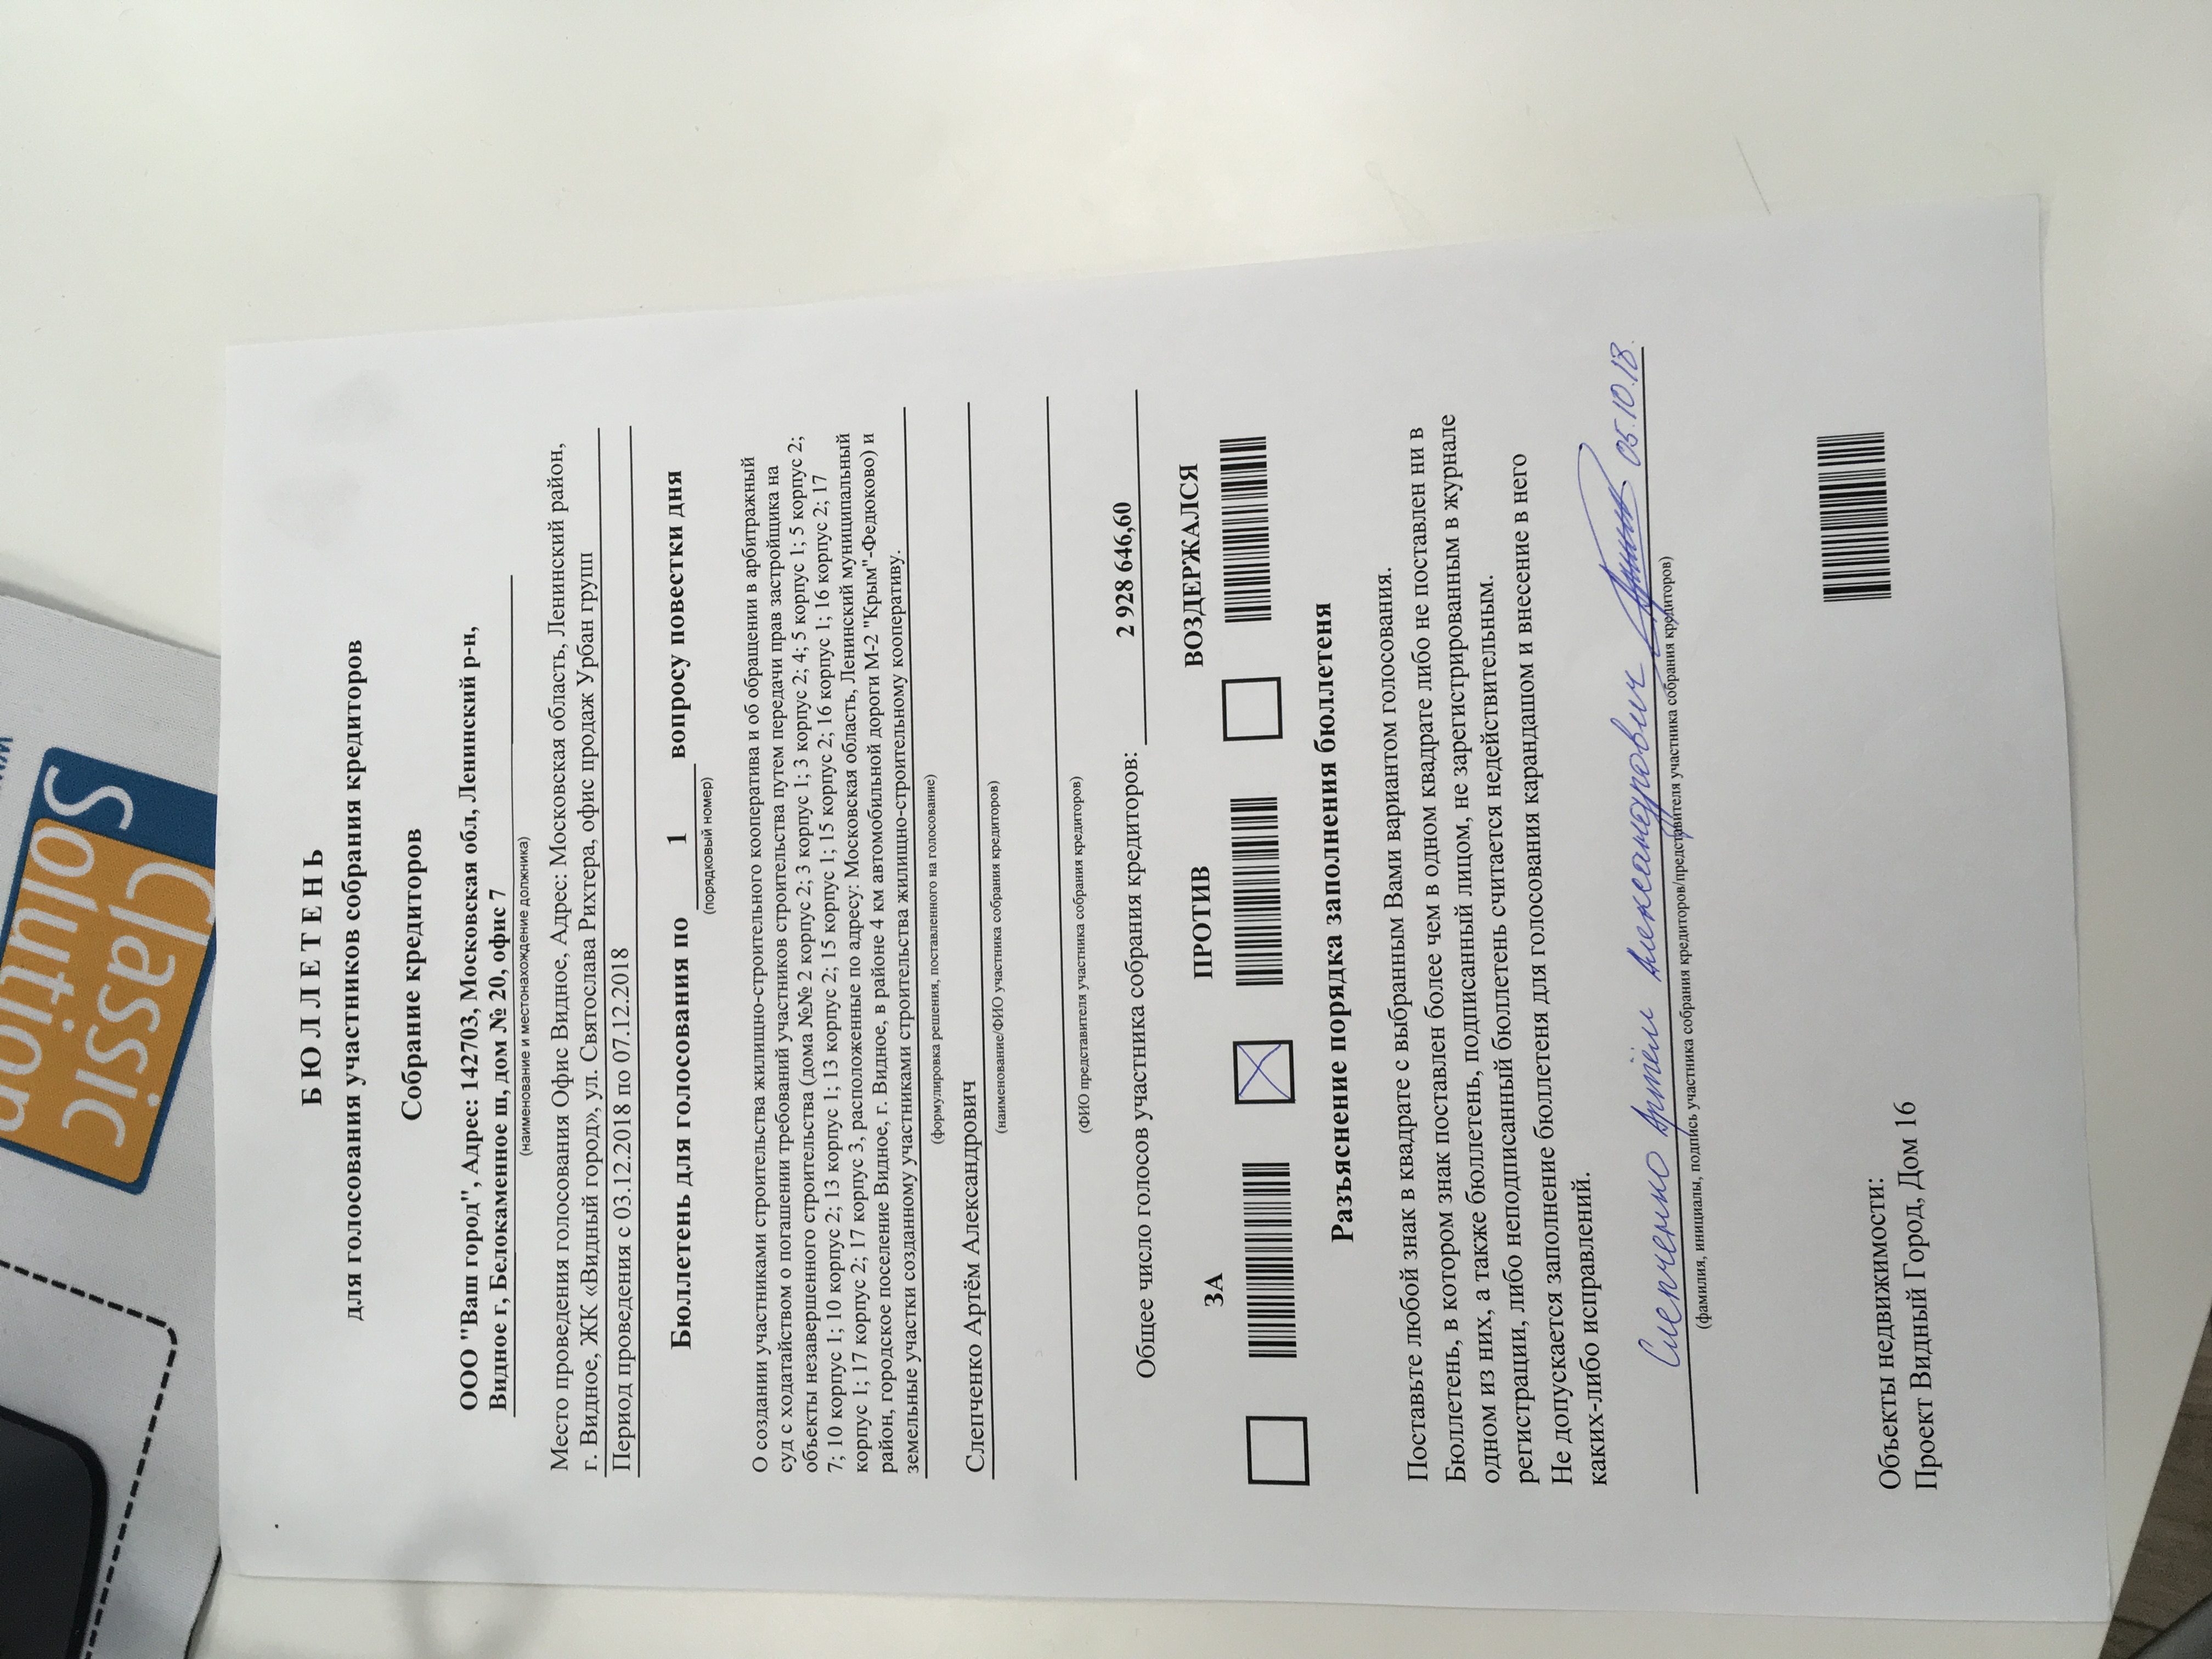 Classic
Solution
Б Ю Л Л Е Т Е Н Ь
для голосования участников собрания кредиторов
Собрание кредиторов
ООО "Ваш город", Адрес: 142703, Московская обл, Ленинский р-н,
Видное г, Белокаменное ш, дом № 20, офис 7
(наименование и местонахождение должника)
Место проведения голосования Офис Видное, Адрес: Московская область, Ленинский район,
г. Видное, ЖК «Видный город», ул. Святослава Рихтера, офис продаж Урбан групп
Период проведения с 03.12.2018 по 07.12.2018
Бюллетень для голосования по 1 вопросу повестки дня
(порядковый номер)
О создании участниками строительства жилищно-строительного кооператива и об обращении в арбитражный
суд с ходатайством о погашении требований участников строительства путем передачи прав застройщика на
объекты незавершенного строительства (дома №№ 2 корпус 2; 3 корпус 1; 3 корпус 2; 4; 5 корпус 1; 5 корпус 2;
7; 10 корпус 1; 10 корпус 2; 13 корпус 1; 13 корпус 2; 15 корпус 1; 15 корпус 2; 16 корпус 1; 16 корпус 2; 17
корпус 1; 17 корпус 2; 17 корпус 3, расположенные по адресу: Московская область, Ленинский муниципальный
район, городское поселение Видное, г. Видное, в районе 4 км автомобильной дороги М-2 "Крым"-Федюково) и
земельные участки созданному участниками строительства жилищно-строительному кооперативу.
(формулировка решения, поставленного на голосование)
Слепченко Артём Александрович
(наименование/ФИО участника собрания кредиторов)
(ФИО представителя участника собрания кредиторов)
Общее число голосов участника собрания кредиторов: 2 928 646,60
ЗА ПРОТИВ ВОЗДЕРЖАЛСЯ
Разъяснение порядка заполнения бюллетеня
Поставьте любой знак в квадрате с выбранным Вами вариантом голосования.
Бюллетень, в котором знак поставлен более чем в одном квадрате либо не поставлен ни в
одном из них, а также бюллетень, подписанный лицом, не зарегистрированным в журнале
регистрации, либо неподписанный бюллетень считается недействительным.
Не допускается заполнение бюллетеня для голосования карандашом и внесение в него
каких-либо исправлений.
Слепченко Артём Александрович 05.10.18.
(фамилия, инициалы, подпись участника собрания кредиторов/представителя участника собрания кредиторов)
Объекты недвижимости:
Проект Видный Город, Дом 16